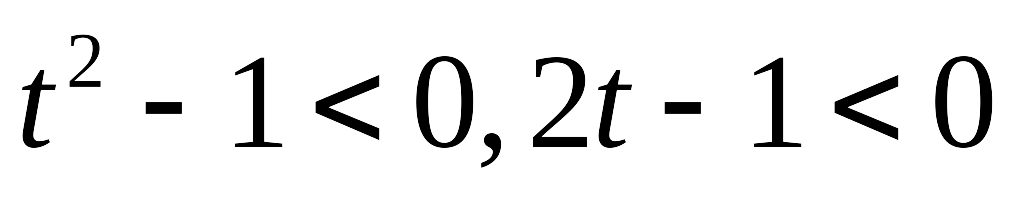 t² - 1 < 0, 2t - 1 < 0